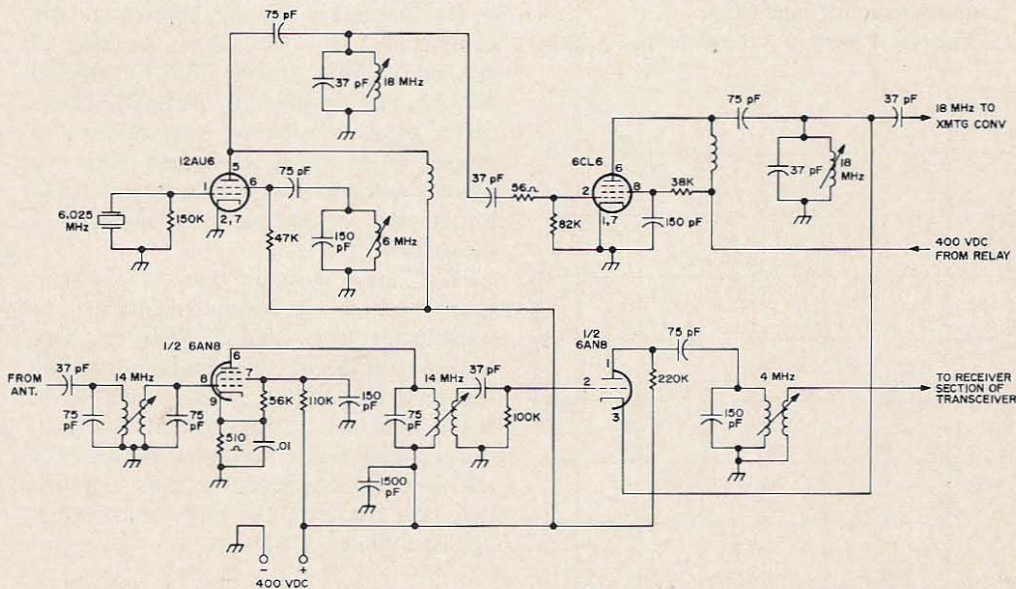 75 pF
37 pF
18 MHz
12AU6
5
1
6
2, 7
6.025
MHz
150K
47K
75 pF
150
pF
6 MHz
37 pF
56Ω
6CL6
6
2
8
1,7
82K
38K
150 pF
75 pF
37 pF
18
MHz
37 pF
18 MHz TO
XMTG CONV
400 VDC
FROM RELAY
FROM
ANT.
37 pF
75
pF
14 MHz
75
pF
1/2 6AN8
6
7
8
9
56K
110K
150
pF
510
Ω
.01
75
pF
14 MHz
37 pF
100K
1500
pF
1/2
6AN8
1
2
3
75 pF
220K
150
pF
4 MHz
TO RECEIVER
SECTION OF
TRANSCEIVER
- +
400 VDC